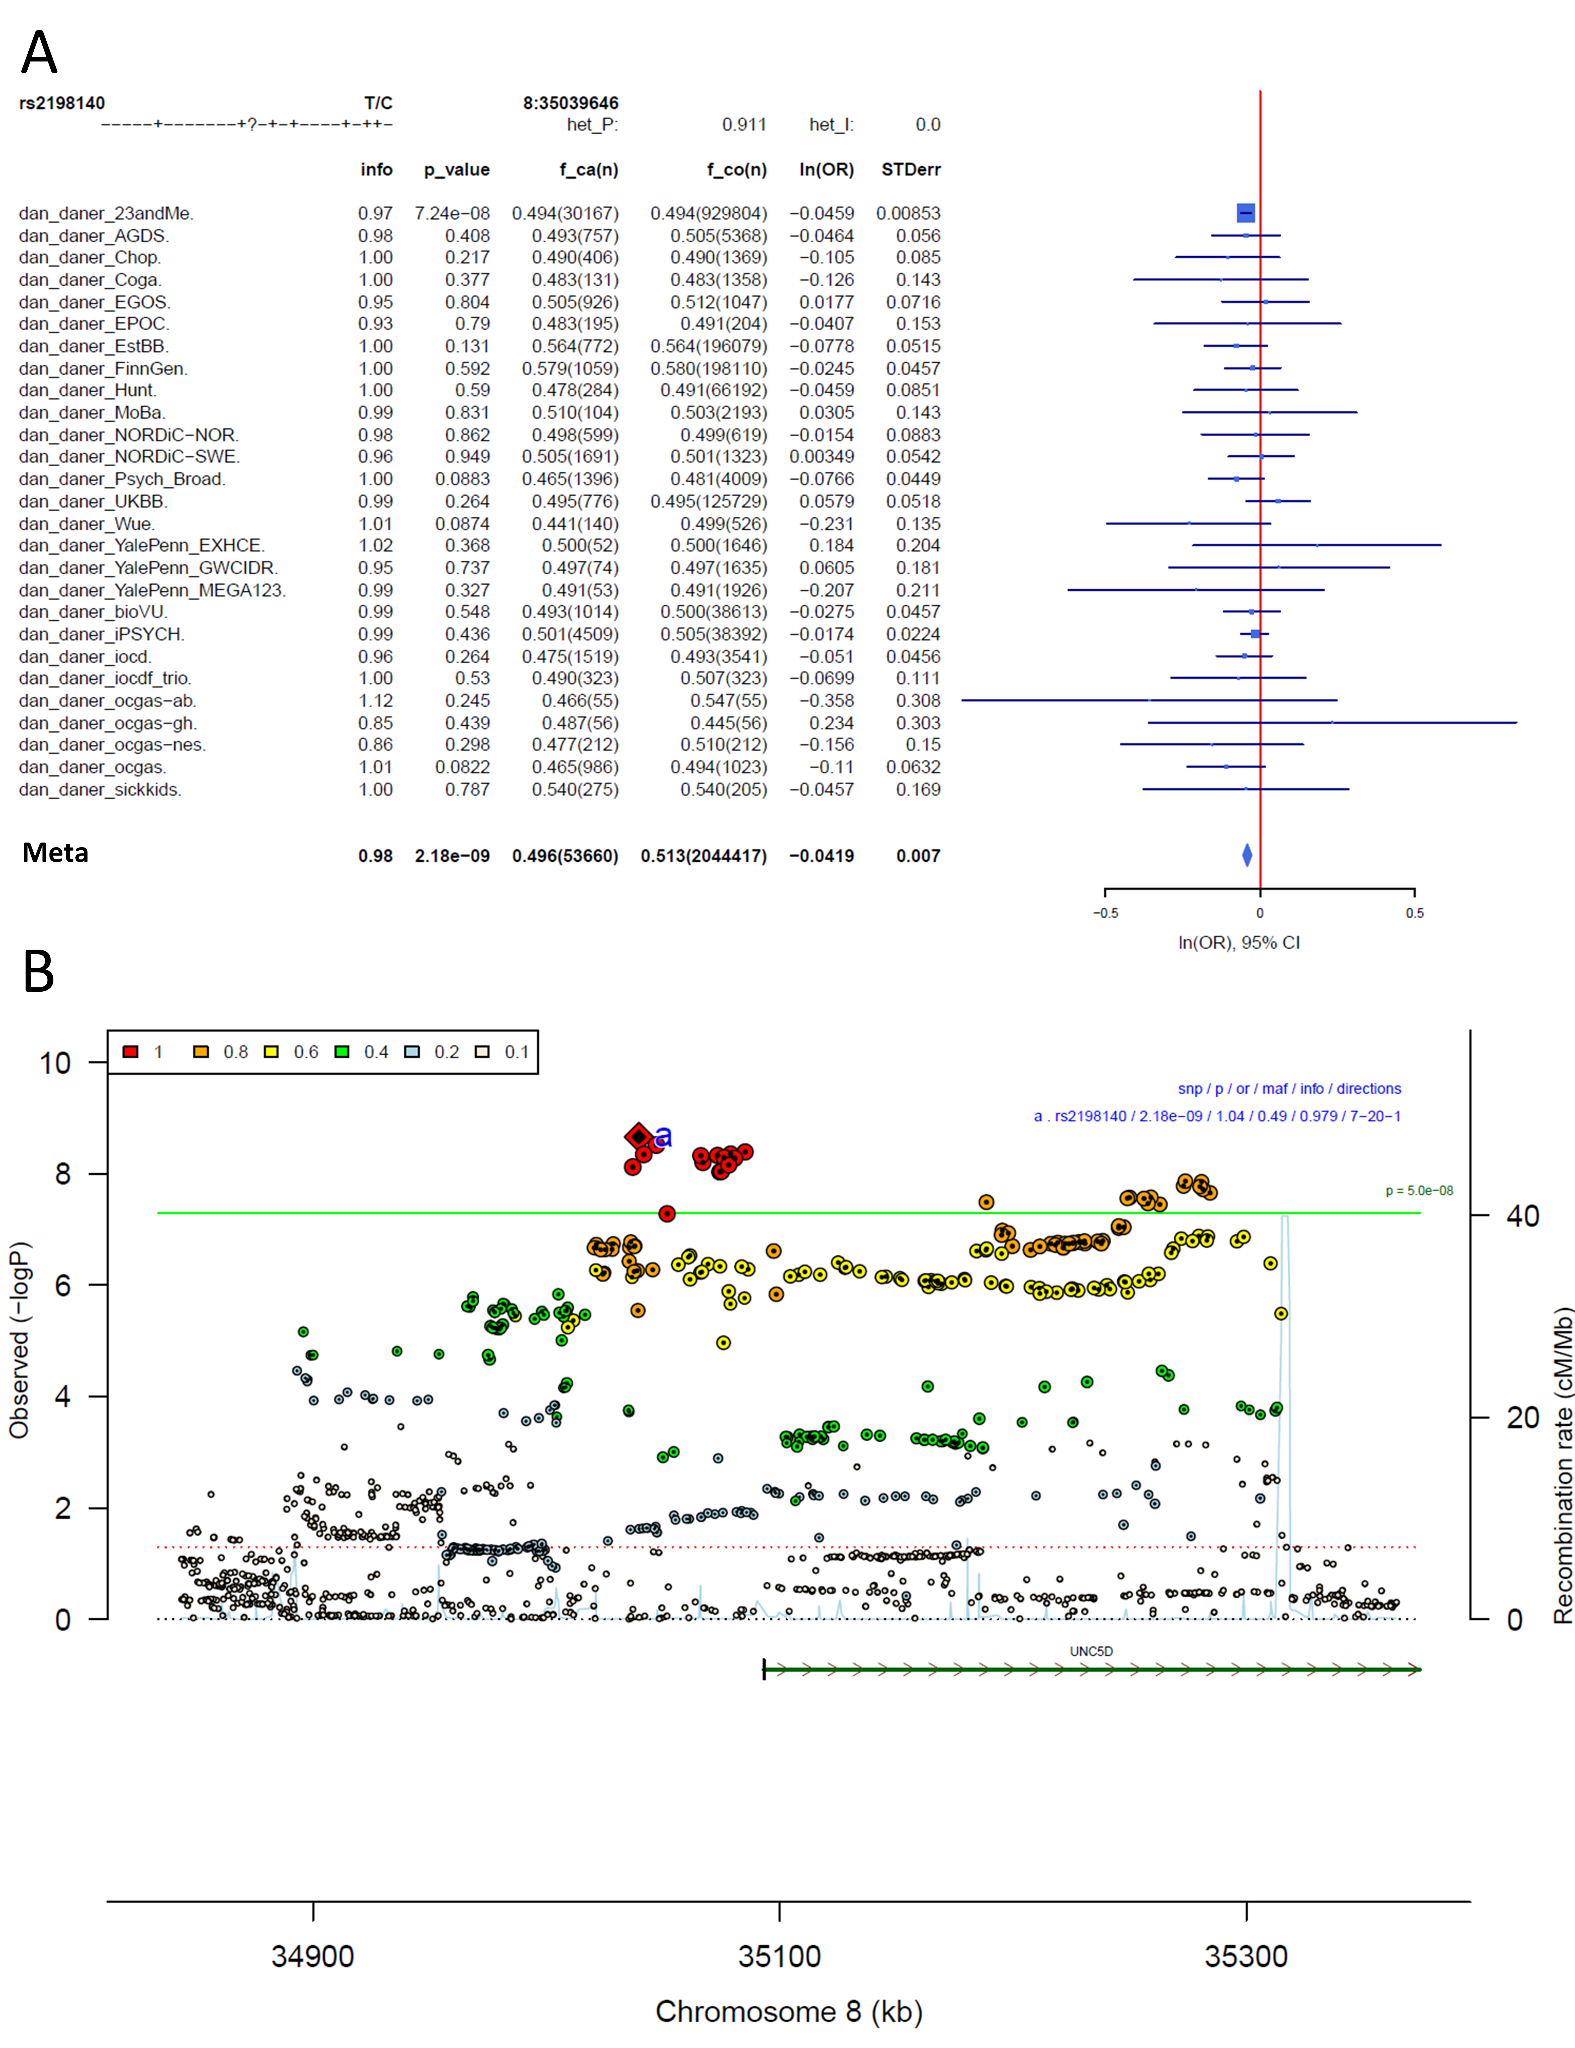 A
rs2198140 T/C 8:35039646
−−−−−+−−−−−−−+?−+−+−−−−+−++− het_P: 0.911 het_I: 0.0
info p_value f_ca(n) f_co(n) ln(OR) STDerr
dan_daner_23andMe. 0.97 7.24e−08 0.494(30167) 0.494(929804) −0.0459 0.00853
dan_daner_AGDS. 0.98 0.408 0.493(757) 0.505(5368) −0.0464 0.056
dan_daner_Chop. 1.00 0.217 0.490(406) 0.490(1369) −0.105 0.085
dan_daner_Coga. 1.00 0.377 0.483(131) 0.483(1358) −0.126 0.143
dan_daner_EGOS. 0.95 0.804 0.505(926) 0.512(1047) 0.0177 0.0716
dan_daner_EPOC. 0.93 0.79 0.483(195) 0.491(204) −0.0407 0.153
dan_daner_EstBB. 1.00 0.131 0.564(772) 0.564(196079) −0.0778 0.0515
dan_daner_FinnGen. 1.00 0.592 0.579(1059) 0.580(198110) −0.0245 0.0457
dan_daner_Hunt. 1.00 0.59 0.478(284) 0.491(66192) −0.0459 0.0851
dan_daner_MoBa. 0.99 0.831 0.510(104) 0.503(2193) 0.0305 0.143
dan_daner_NORDiC−NOR. 0.98 0.862 0.498(599) 0.499(619) −0.0154 0.0883
dan_daner_NORDiC−SWE. 0.96 0.949 0.505(1691) 0.501(1323) 0.00349 0.0542
dan_daner_Psych_Broad. 1.00 0.0883 0.465(1396) 0.481(4009) −0.0766 0.0449
dan_daner_UKBB. 0.99 0.264 0.495(776) 0.495(125729) 0.0579 0.0518
dan_daner_Wue. 1.01 0.0874 0.441(140) 0.499(526) −0.231 0.135
dan_daner_YalePenn_EXHCE. 1.02 0.368 0.500(52) 0.500(1646) 0.184 0.204
dan_daner_YalePenn_GWCIDR. 0.95 0.737 0.497(74) 0.497(1635) 0.0605 0.181
dan_daner_YalePenn_MEGA123. 0.99 0.327 0.491(53) 0.491(1926) −0.207 0.211
dan_daner_bioVU. 0.99 0.548 0.493(1014) 0.500(38613) −0.0275 0.0457
dan_daner_iPSYCH. 0.99 0.436 0.501(4509) 0.505(38392) −0.0174 0.0224
dan_daner_iocd. 0.96 0.264 0.475(1519) 0.493(3541) −0.051 0.0456
dan_daner_iocdf_trio. 1.00 0.53 0.490(323) 0.507(323) −0.0699 0.111
dan_daner_ocgas−ab. 1.12 0.245 0.466(55) 0.547(55) −0.358 0.308
dan_daner_ocgas−gh. 0.85 0.439 0.487(56) 0.445(56) 0.234 0.303
dan_daner_ocgas−nes. 0.86 0.298 0.477(212) 0.510(212) −0.156 0.15
dan_daner_ocgas. 1.01 0.0822 0.465(986) 0.494(1023) −0.11 0.0632
dan_daner_sickkids. 1.00 0.787 0.540(275) 0.540(205) −0.0457 0.169
Meta 0.98 2.18e−09 0.496(53660) 0.513(2044417) −0.0419 0.007
−0.5 0 0.5
ln(OR), 95% CI
B
1 0.8 0.6 0.4 0.2 0.1
snp / p / or / maf / info / directions
a . rs2198140 / 2.18e−09 / 1.04 / 0.49 / 0.979 / 7−20−1
a
p = 5.0e−08
10
8
6
4
2
0
Observed (−logP)
40
20
0
Recombination rate (cM/Mb)
UNC5D
34900 35100 35300
Chromosome 8 (kb)